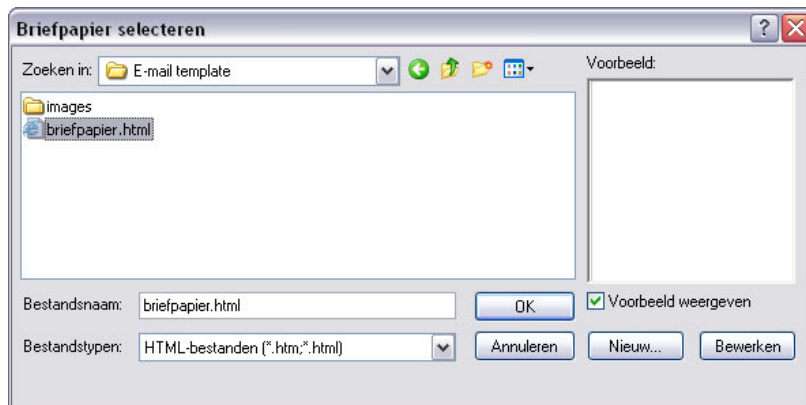 Briefpapier selecteren
Zoeken in: E-mail template
Voorbeeld:
images
briefpapier.html
Bestandsnaam: briefpapier.html
OK
Voorbeeld weergeven
Bestandstypen: HTML-bestanden (*.htm;*.html)
Annuleren
Nieuw...
Bewerken